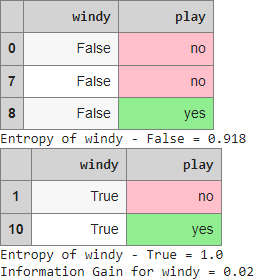 windy play
0 False no
7 False no
8 False yes
Entropy of windy - False = 0.918
windy play
1 True no
10 True yes
Entropy of windy - True = 1.0
Information Gain for windy = 0.02